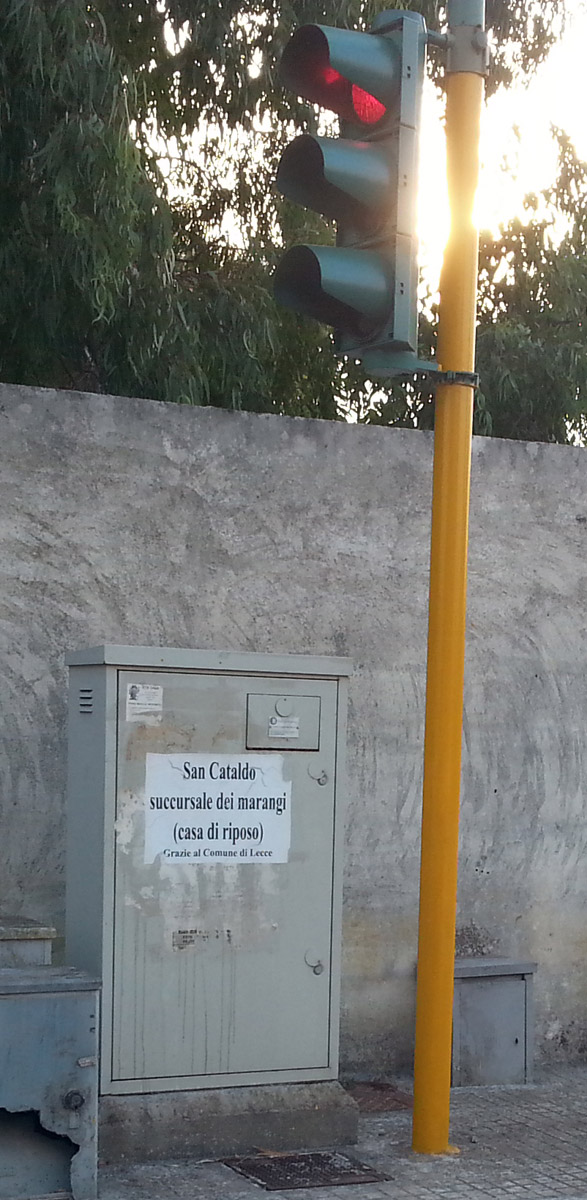 San Cataldo
succursale dei marangi
(casa di riposo)
Grazie al Comune di Lecce